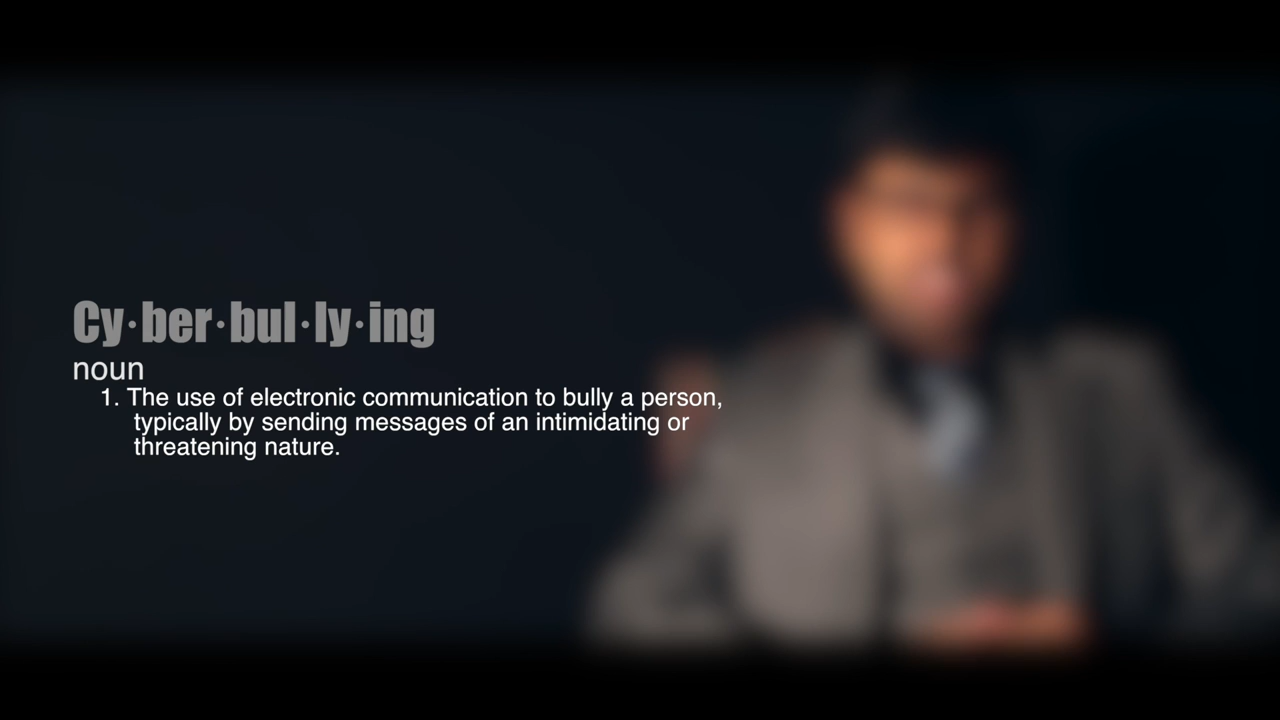 Cy·ber·bul·ly·ing
noun
1. The use of electronic communication to bully a person,
typically by sending messages of an intimidating or
threatening nature.